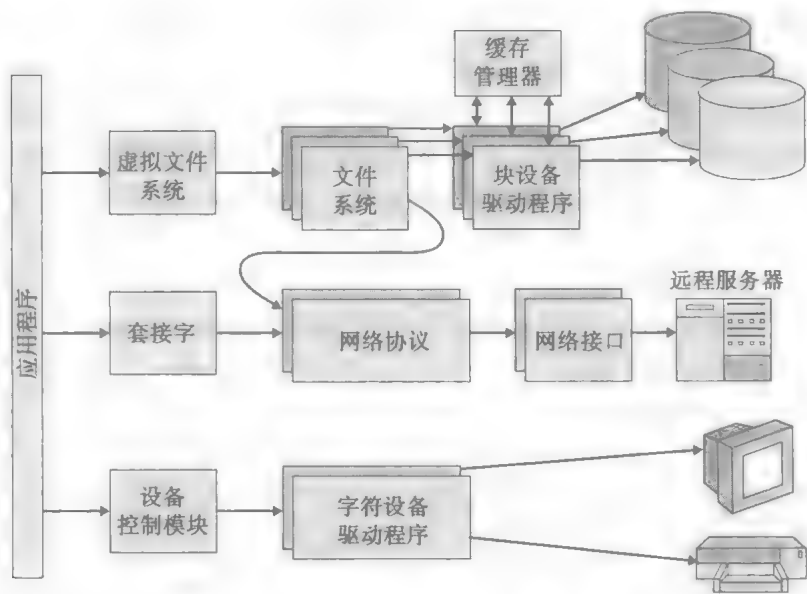 缓存
管理器
虚拟文件
系统
文件
系统
块设备
驱动程序
应用程序
套接字
网络协议
网络接口
远程服务器
设备
控制模块
字符设备
驱动程序